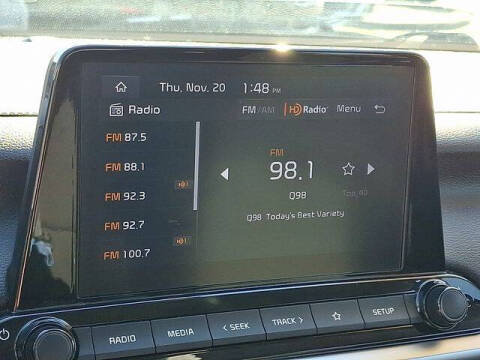 Thu, Nov. 20 1:48 PM
Radio FM/AM HD Radio Menu
FM 87.5
FM 88.1
HD
FM 92.3
FM 92.7
HD
FM 100.7
FM
98.1
Q98 Top 40
Q98 Today's Best Variety
RADIO MEDIA < SEEK TRACK > SETUP